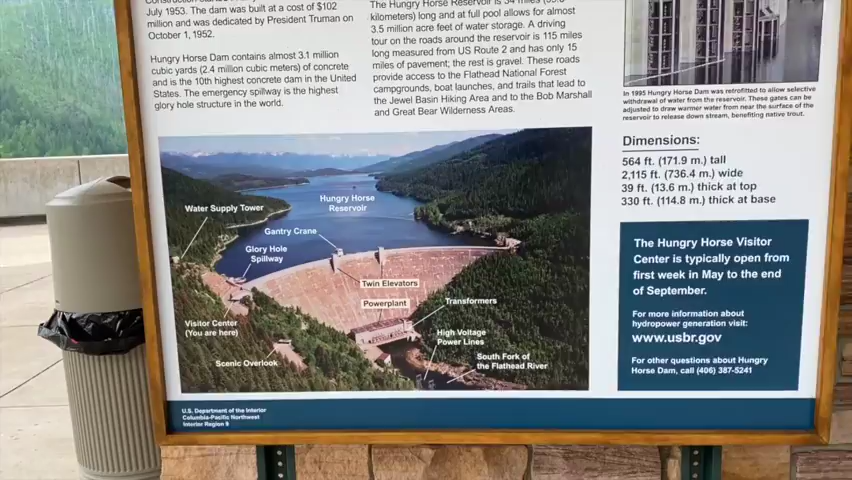 July 1953. The dam was built at a cost of $102
million and was dedicated by President Truman on
October 1, 1952.
Hungry Horse Dam contains almost 3.1 million
cubic yards (2.4 million cubic meters) of concrete
and is the 10th highest concrete dam in the United
States. The emergency spillway is the highest
glory hole structure in the world.
The Hungry Horse Reservoir is 34 miles
kilometers) long and at full pool allows for almost
3.5 million acre feet of water storage. A driving
tour on the roads around the reservoir is 115 miles
long measured from US Route 2 and has only 15
miles of pavement; the rest is gravel. These roads
provide access to the Flathead National Forest
campgrounds, boat launches, and trails that lead to
the Jewel Basin Hiking Area and to the Bob Marshall
and Great Bear Wilderness Areas.
In 1995 Hungry Horse Dam was retrofitted to allow selective
withdrawal of water from the reservoir. These gates can be
adjusted to draw warmer water from near the surface of the
reservoir to release down stream, benefiting native trout.
Dimensions:
564 ft. (171.9 m.) tall
2,115 ft. (736.4 m.) wide
39 ft. (13.6 m.) thick at top
330 ft. (114.8 m.) thick at base
Water Supply Tower
Hungry Horse
Reservoir
Gantry Crane
Glory Hole
Spillway
Twin Elevators
Powerplant
Transformers
Visitor Center
(You are here)
High Voltage
Power Lines
Scenic Overlook
South Fork of
the Flathead River
The Hungry Horse Visitor
Center is typically open from
first week in May to the end
of September.
For more information about
hydropower generation visit:
www.usbr.gov
For other questions about Hungry
Horse Dam, call (406) 387-5241
U.S. Department of the Interior
Columbia-Pacific Northwest
Interior Region 9